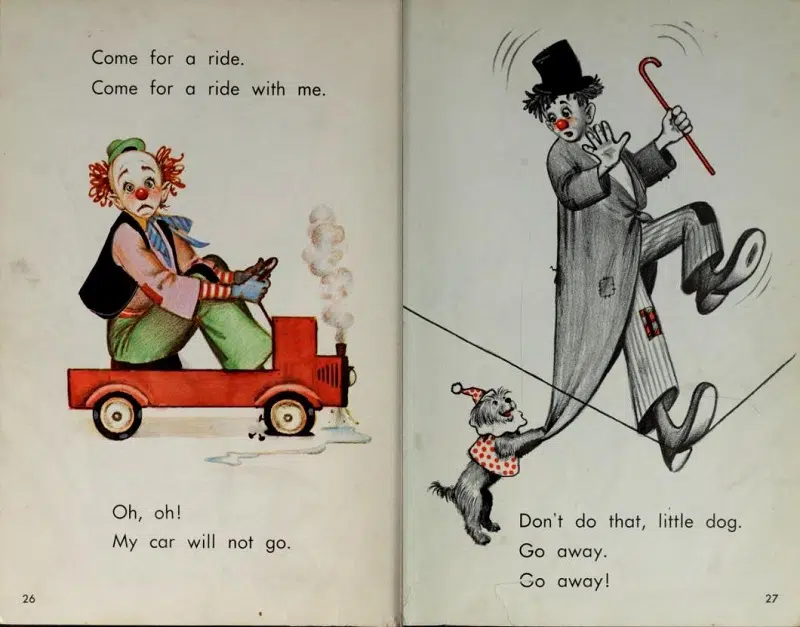 Come for a ride.
Come for a ride with me.
Oh, oh!
My car will not go.
26
Don't do that, little dog.
Go away.
Go away!
27